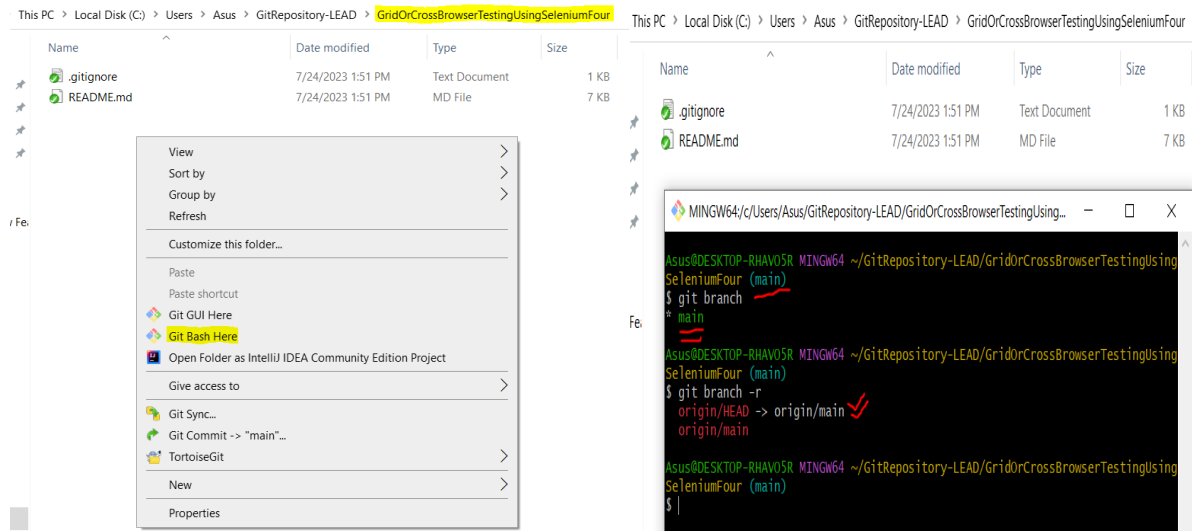 This PC > Local Disk (C:) > Users > Asus > GitRepository-LEAD > GridOrCrossBrowserTestingUsingSeleniumFour
Name Date modified Type Size
.gitignore 7/24/2023 1:51 PM Text Document 1 KB
README.md 7/24/2023 1:51 PM MD File 7 KB
View
Sort by
Group by
Refresh
Customize this folder...
Paste
Paste shortcut
Git GUI Here
Git Bash Here
Open Folder as IntelliJ IDEA Community Edition Project
Give access to
Git Sync...
Git Commit -> "main"...
TortoiseGit
New
Properties
This PC > Local Disk (C:) > Users > Asus > GitRepository-LEAD > GridOrCrossBrowserTestingUsingSeleniumFour
Name Date modified Type Size
.gitignore 7/24/2023 1:51 PM Text Document 1 KB
README.md 7/24/2023 1:51 PM MD File 7 KB
MINGW64:/c/Users/Asus/GitRepository-LEAD/GridOrCrossBrowserTestingUsing...
Asus@DESKTOP-RHAVO5R MINGW64 ~/GitRepository-LEAD/GridOrCrossBrowserTestingUsing
SeleniumFour (main)
$ git branch
* main
Asus@DESKTOP-RHAVO5R MINGW64 ~/GitRepository-LEAD/GridOrCrossBrowserTestingUsing
SeleniumFour (main)
$ git branch -r
origin/HEAD -> origin/main
origin/main
Asus@DESKTOP-RHAVO5R MINGW64 ~/GitRepository-LEAD/GridOrCrossBrowserTestingUsing
SeleniumFour (main)
$